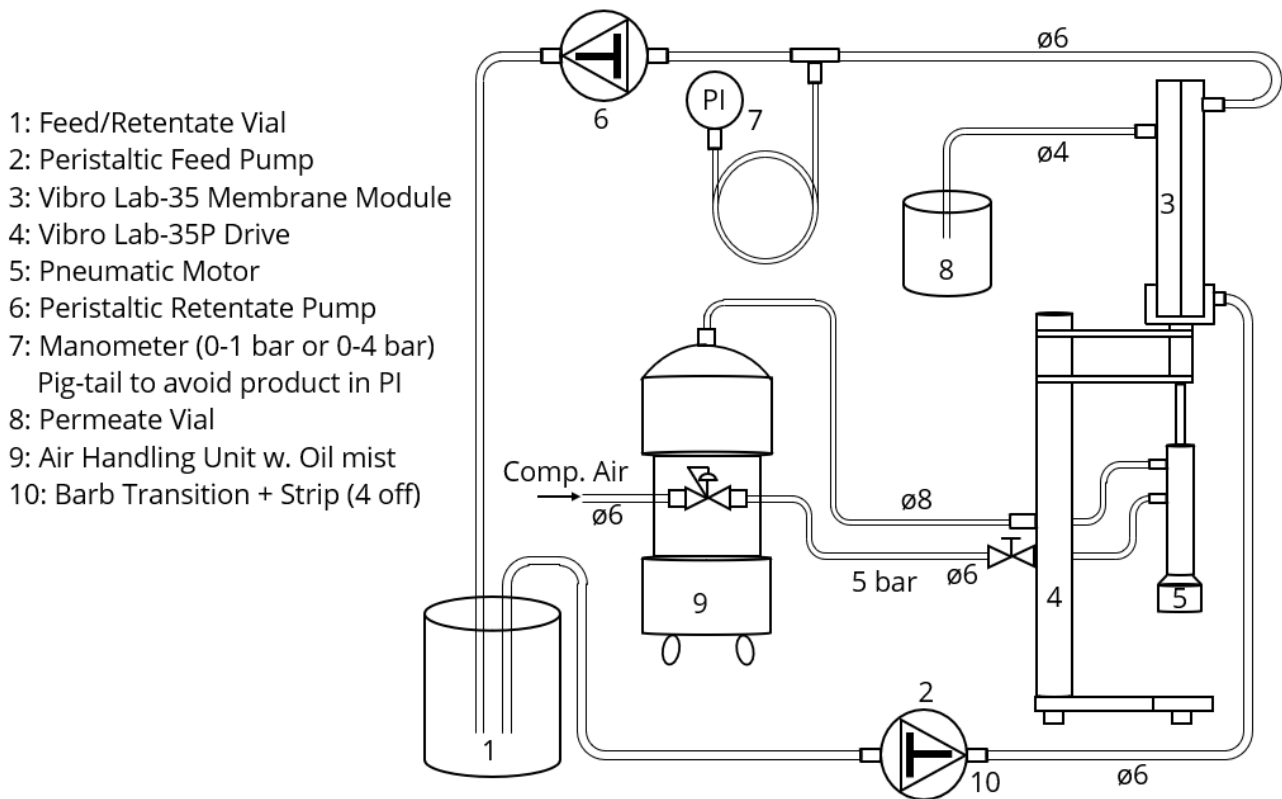 1: Feed/Retentate Vial
2: Peristaltic Feed Pump
3: Vibro Lab-35 Membrane Module
4: Vibro Lab-35P Drive
5: Pneumatic Motor
6: Peristaltic Retentate Pump
7: Manometer (0-1 bar or 0-4 bar)
Pig-tail to avoid product in PI
8: Permeate Vial
9: Air Handling Unit w. Oil mist
10: Barb Transition + Strip (4 off)
ø6
6
PI
7
ø4
3
8
Comp. Air
ø6
ø8
5 bar
ø6
9
4
5
2
1
10
ø6